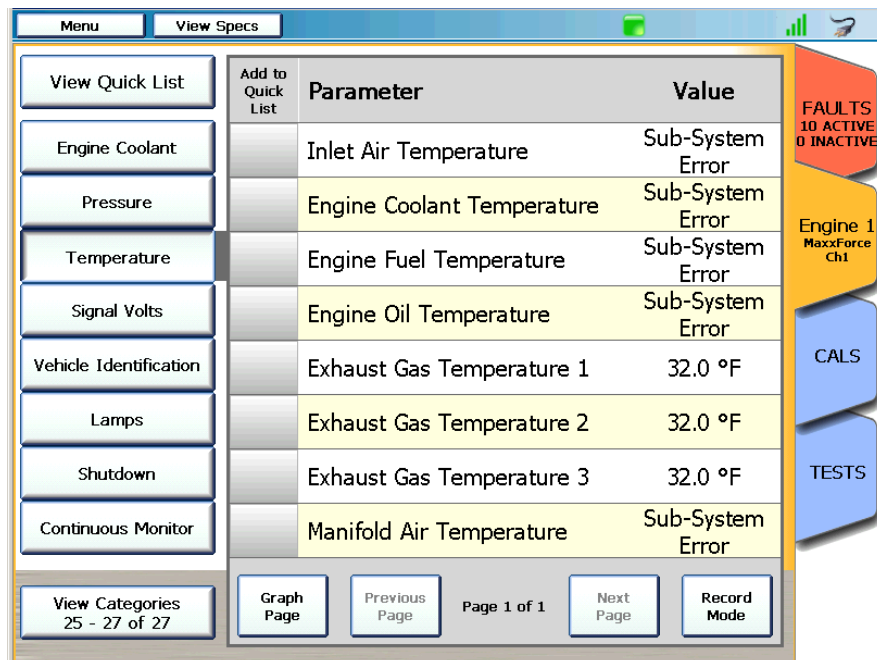 Menu
View Specs
View Quick List
Engine Coolant
Pressure
Temperature
Signal Volts
Vehicle Identification
Lamps
Shutdown
Continuous Monitor
View Categories
25 - 27 of 27
Add to
Quick
List
Parameter
Value
Inlet Air Temperature
Sub-System
Error
Engine Coolant Temperature
Sub-System
Error
Engine Fuel Temperature
Sub-System
Error
Engine Oil Temperature
Sub-System
Error
Exhaust Gas Temperature 1
32.0 °F
Exhaust Gas Temperature 2
32.0 °F
Exhaust Gas Temperature 3
32.0 °F
Manifold Air Temperature
Sub-System
Error
Graph
Page
Previous
Page
Page 1 of 1
Next
Page
Record
Mode
FAULTS
10 ACTIVE
0 INACTIVE
Engine 1
MaxxForce
Ch1
CALS
TESTS